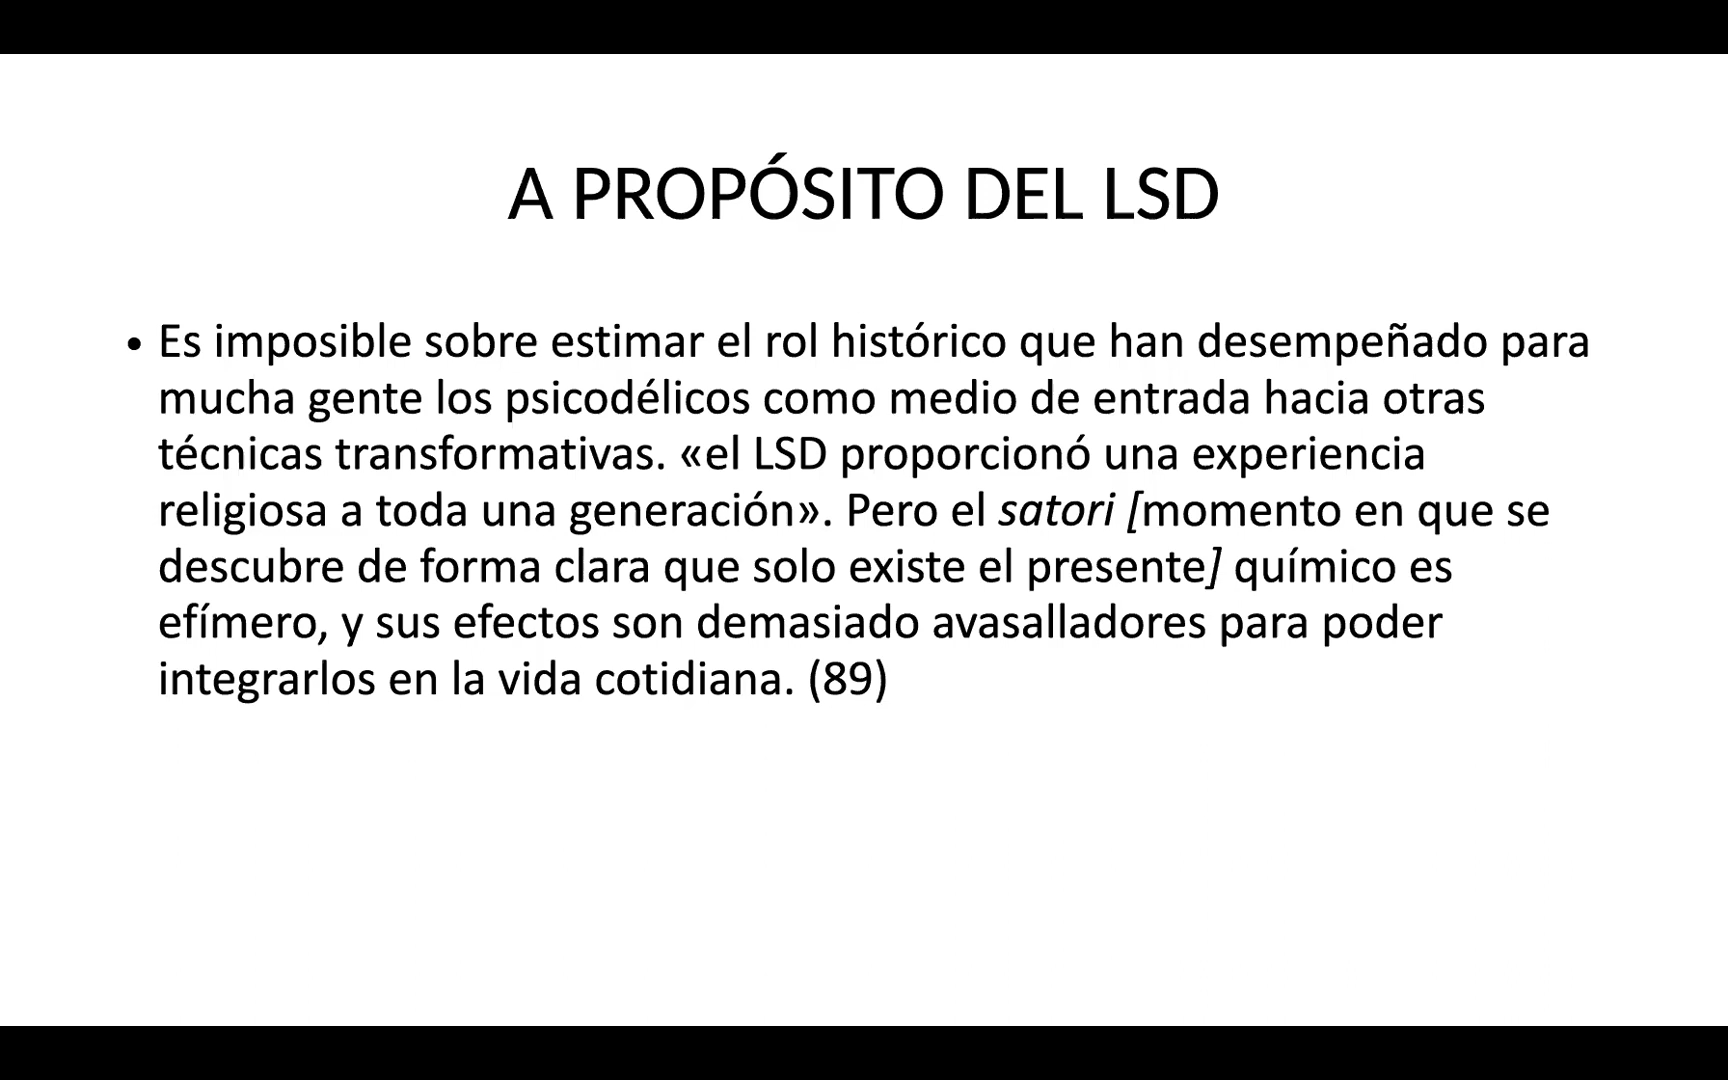 A PROPÓSITO DEL LSD
• Es imposible sobre estimar el rol histórico que han desempeñado para
mucha gente los psicodélicos como medio de entrada hacia otras
técnicas transformativas. «el LSD proporcionó una experiencia
religiosa a toda una generación». Pero el satori [momento en que se
descubre de forma clara que solo existe el presente] químico es
efímero, y sus efectos son demasiado avasalladores para poder
integrarlos en la vida cotidiana. (89)